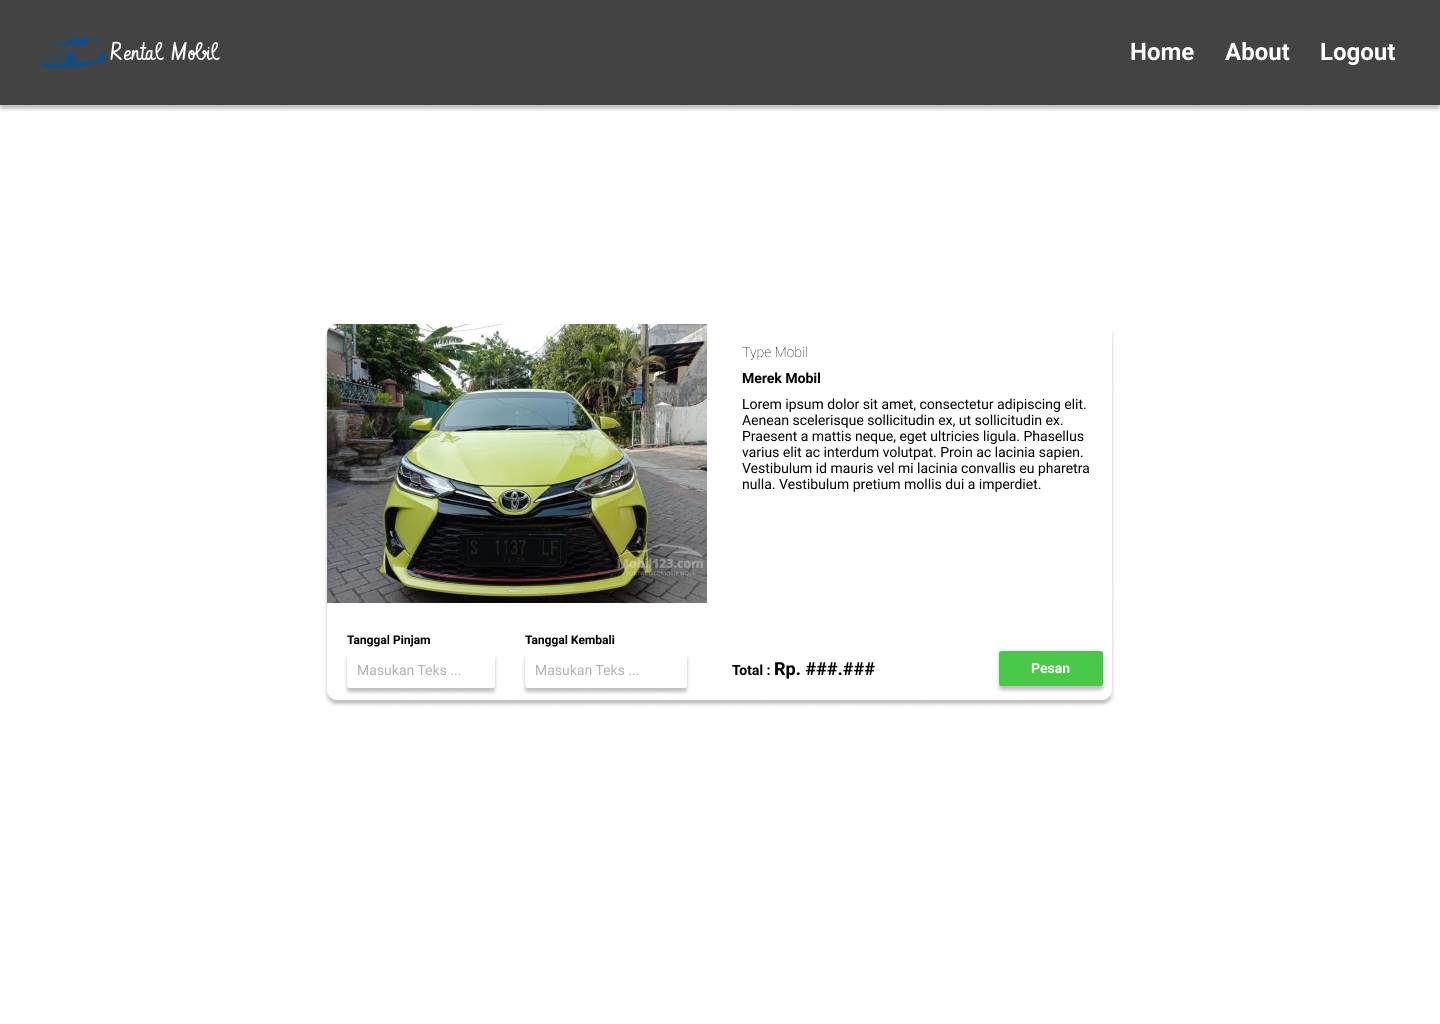 Rental Mobil
Home About Logout
Type Mobil
Merek Mobil
Lorem ipsum dolor sit amet, consectetur adipiscing elit.
Aenean scelerisque sollicitudin ex, ut sollicitudin ex.
Praesent a mattis neque, eget ultricies ligula. Phasellus
varius elit ac interdum volutpat. Proin ac lacinia sapien.
Vestibulum id mauris vel mi lacinia convallis eu pharetra
nulla. Vestibulum pretium mollis dui a imperdiet.
S 1137 LF
Mobil123.com
Tanggal Pinjam
Tanggal Kembali
Masukan Teks ...
Masukan Teks ...
Total : Rp. ###.###
Pesan